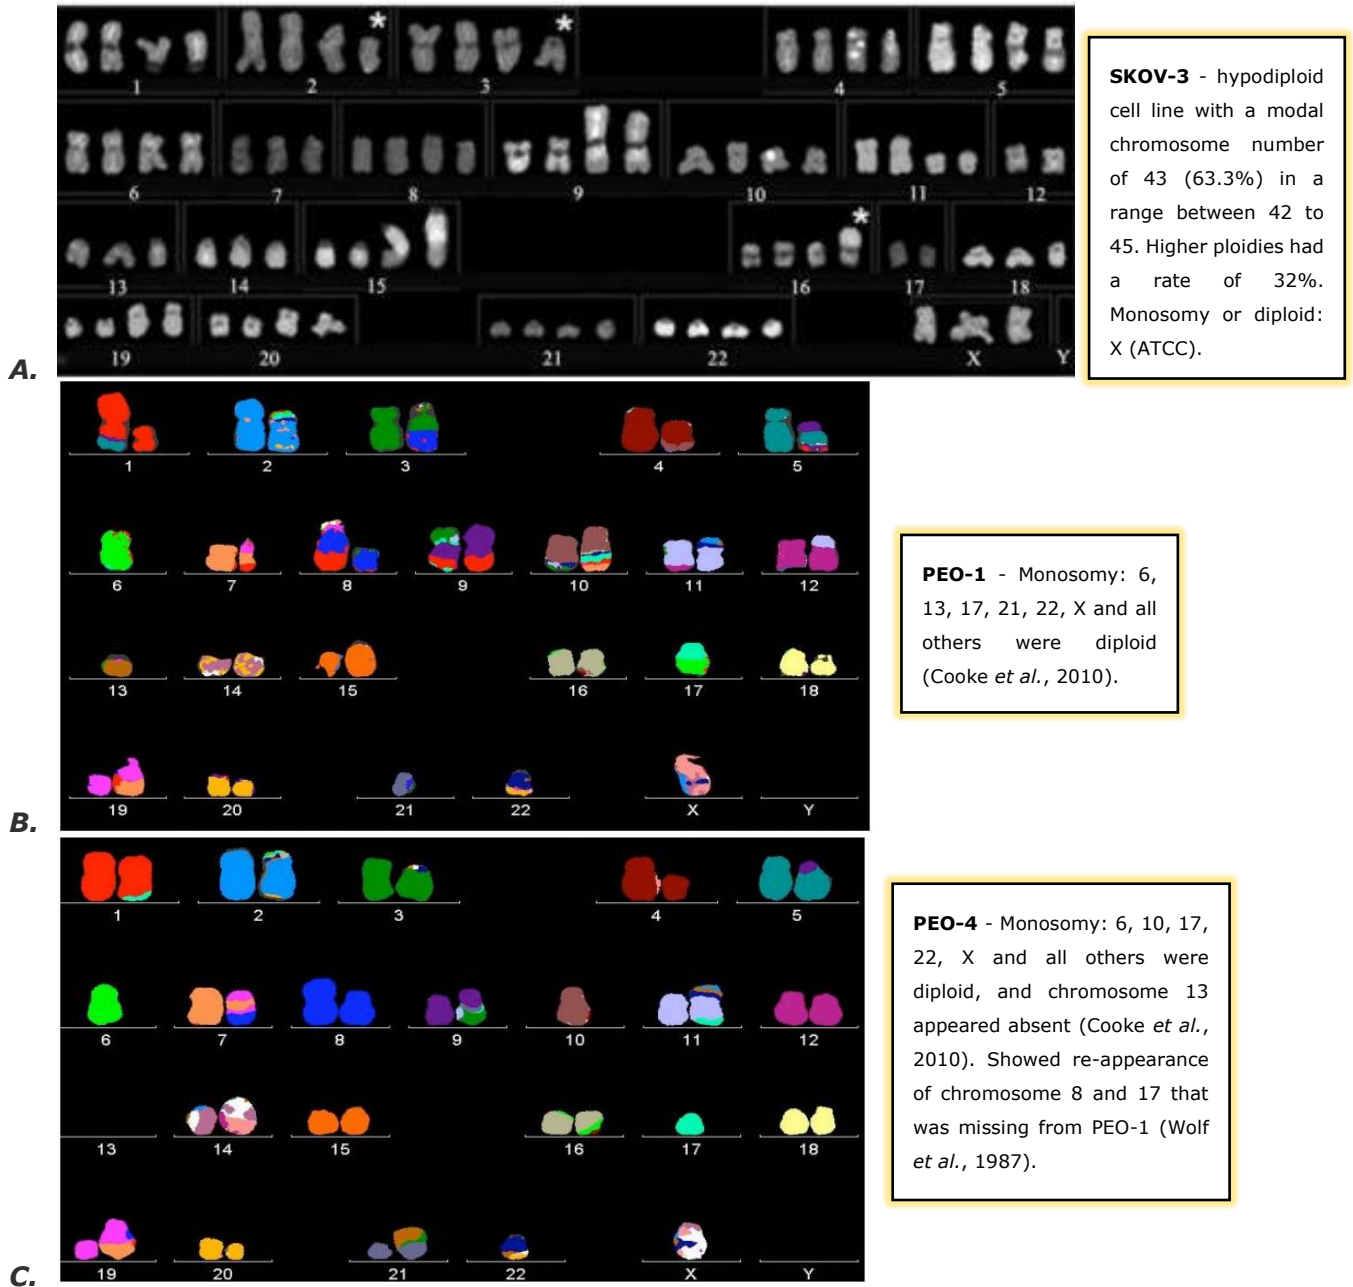 * *
1 2 3 4 5
6 7 8 9 10 11 12
*
13 14 15 16 17 18
19 20 21 22 X Y
A.
SKOV-3 - hypodiploid
cell line with a modal
chromosome number
of 43 (63.3%) in a
range between 42 to
45. Higher ploidies had
a rate of 32%.
Monosomy or diploid:
X (ATCC).
1 2 3 4 5
6 7 8 9 10 11 12
13 14 15 16 17 18
19 20 21 22 X Y
B.
PEO-1 - Monosomy: 6,
13, 17, 21, 22, X and all
others were diploid
(Cooke et al., 2010).
1 2 3 4 5
6 7 8 9 10 11 12
13 14 15 16 17 18
19 20 21 22 X Y
C.
PEO-4 - Monosomy: 6, 10, 17,
22, X and all others were
diploid, and chromosome 13
appeared absent (Cooke et al.,
2010). Showed re-appearance
of chromosome 8 and 17 that
was missing from PEO-1 (Wolf
et al., 1987).